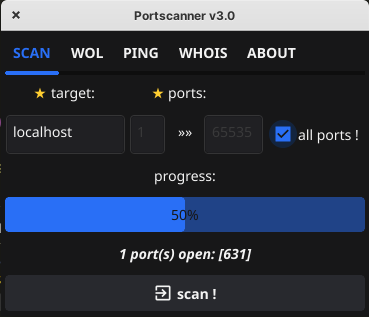 Portscanner v3.0
SCAN WOL PING WHOIS ABOUT
★ target: ★ ports:
localhost 1 »» 65535 all ports !
progress:
50%
1 port(s) open: [631]
scan !